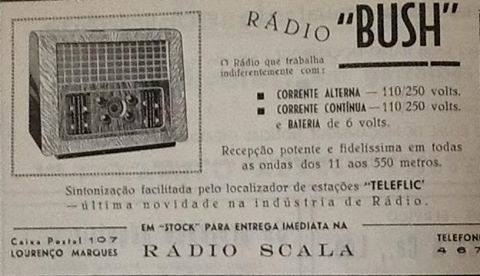 RÁDIO "BUSH"
O Rádio que trabalha
indiferentemente com:
■ CORRENTE ALTERNA — 110/250 volts.
■ CORRENTE CONTÍNUA — 110/250 volts.
e BATERIA de 6 volts.
Recepção potente e fidelíssima em todas
as ondas dos 11 aos 550 metros.
Sintonização facilitada pelo localizador de estações "TELEFLIC'
—última novidade na indústria de Rádio.
EM "STOCK" PARA ENTREGA IMEDIATA NA
Caixa Postal 107
LOURENÇO MARQUES
RADIO SCALA
TELEFONE
4 6 7